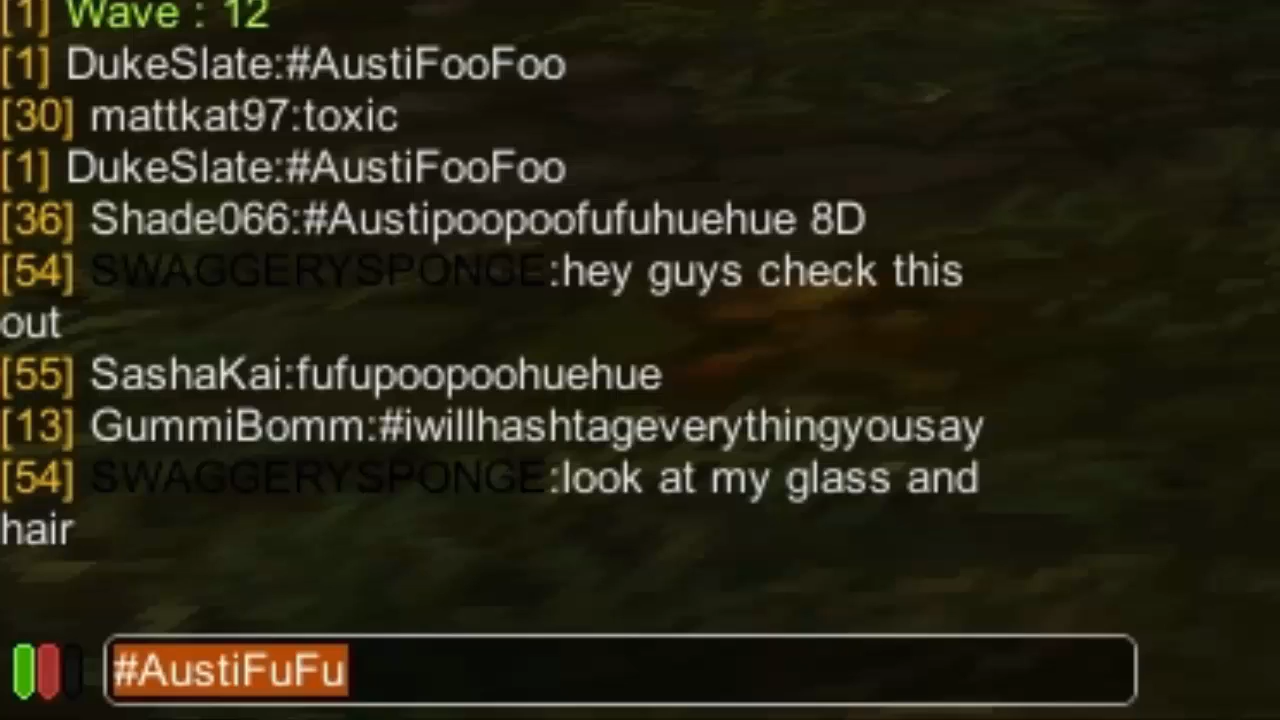 [1] Wave : 12
[1] DukeSlate:#AustiFooFoo
[30] mattkat97:toxic
[1] DukeSlate:#AustiFooFoo
[36] Shade066:#Austipoopoofufuhuehue 8D
[54] SWAGGERYSPONGE:hey guys check this
out
[55] SashaKai:fufupoopoohuehue
[13] GummiBomm:#iwillhashtageverythingyousay
[54] SWAGGERYSPONGE:look at my glass and
hair
#AustiFuFu